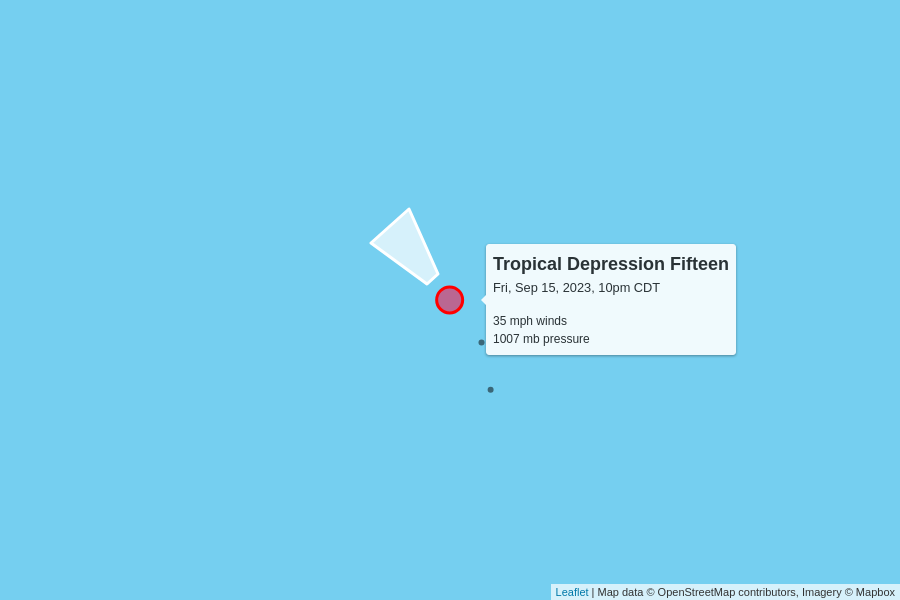 Tropical Depression Fifteen
Fri, Sep 15, 2023, 10pm CDT
35 mph winds
1007 mb pressure
Leaflet | Map data © OpenStreetMap contributors, Imagery © Mapbox